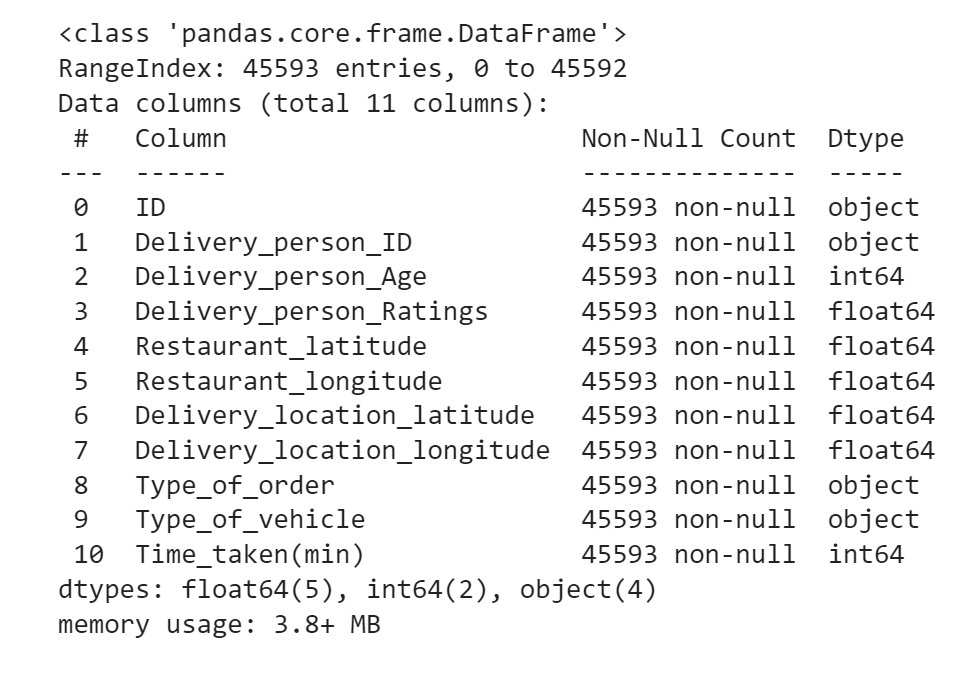 <class 'pandas.core.frame.DataFrame'>
RangeIndex: 45593 entries, 0 to 45592
Data columns (total 11 columns):
 #   Column                       Non-Null Count  Dtype
---  ------                       --------------  -----
 0   ID                           45593 non-null  object
 1   Delivery_person_ID           45593 non-null  object
 2   Delivery_person_Age          45593 non-null  int64
 3   Delivery_person_Ratings      45593 non-null  float64
 4   Restaurant_latitude          45593 non-null  float64
 5   Restaurant_longitude         45593 non-null  float64
 6   Delivery_location_latitude   45593 non-null  float64
 7   Delivery_location_longitude  45593 non-null  float64
 8   Type_of_order                45593 non-null  object
 9   Type_of_vehicle              45593 non-null  object
 10  Time_taken(min)              45593 non-null  int64
dtypes: float64(5), int64(2), object(4)
memory usage: 3.8+ MB